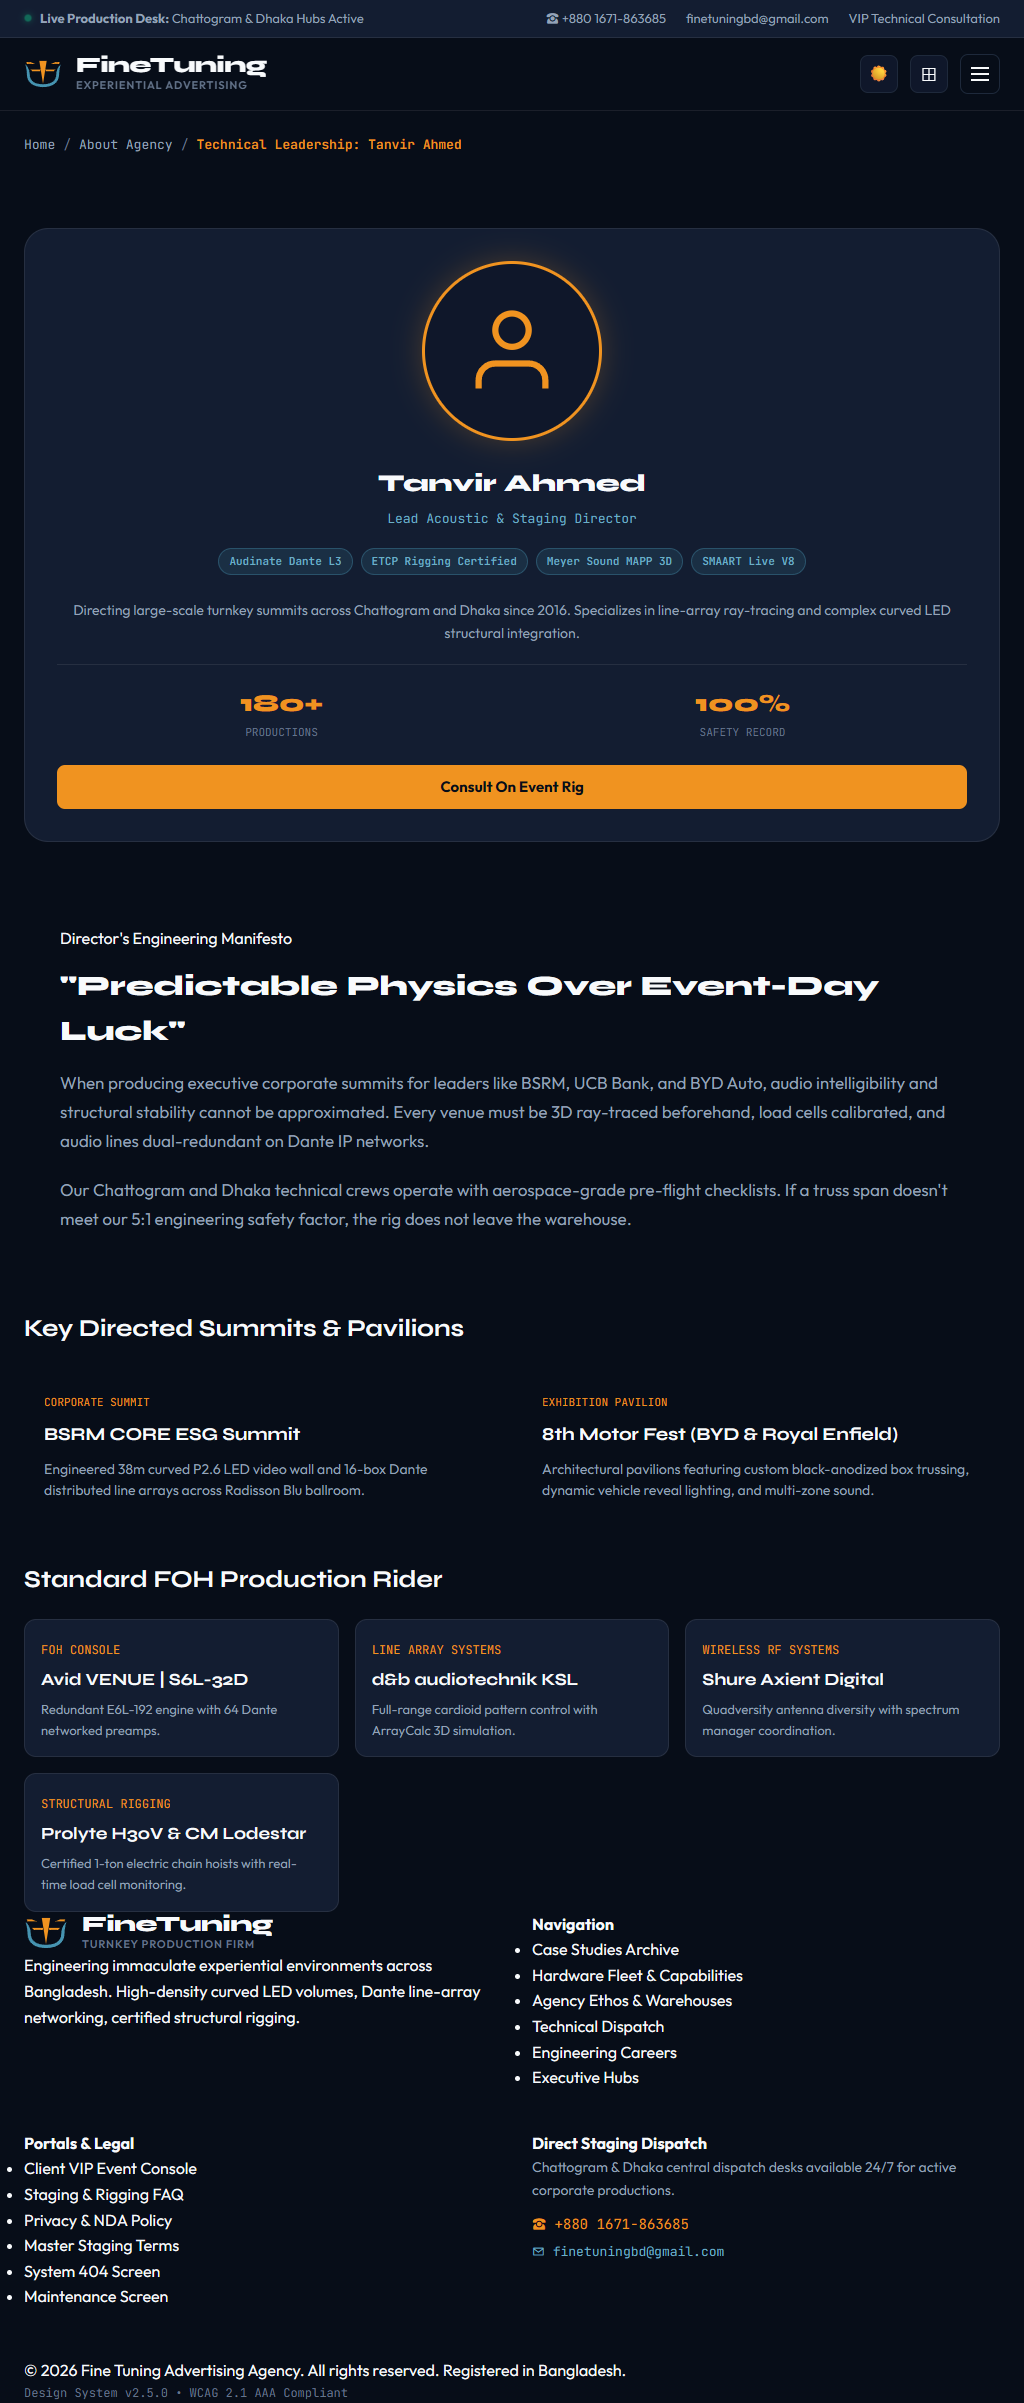 Live Production Desk: Chattogram & Dhaka Hubs Active
☎ +880 1671-863685
finetuningbd@gmail.com
VIP Technical Consultation
FineTuning
EXPERIENTIAL ADVERTISING
Home / About Agency / Technical Leadership: Tanvir Ahmed
Tanvir Ahmed
Lead Acoustic & Staging Director
Audinate Dante L3
ETCP Rigging Certified
Meyer Sound MAPP 3D
SMAART Live V8
Directing large-scale turnkey summits across Chattogram and Dhaka since 2016. Specializes in line-array ray-tracing and complex curved LED
structural integration.
180+
PRODUCTIONS
100%
SAFETY RECORD
Consult On Event Rig
Director's Engineering Manifesto
"Predictable Physics Over Event-Day
Luck"
When producing executive corporate summits for leaders like BSRM, UCB Bank, and BYD Auto, audio intelligibility and
structural stability cannot be approximated. Every venue must be 3D ray-traced beforehand, load cells calibrated, and
audio lines dual-redundant on Dante IP networks.
Our Chattogram and Dhaka technical crews operate with aerospace-grade pre-flight checklists. If a truss span doesn't
meet our 5:1 engineering safety factor, the rig does not leave the warehouse.
Key Directed Summits & Pavilions
CORPORATE SUMMIT
BSRM CORE ESG Summit
Engineered 38m curved P2.6 LED video wall and 16-box Dante
distributed line arrays across Radisson Blu ballroom.
EXHIBITION PAVILION
8th Motor Fest (BYD & Royal Enfield)
Architectural pavilions featuring custom black-anodized box trussing,
dynamic vehicle reveal lighting, and multi-zone sound.
Standard FOH Production Rider
FOH CONSOLE
Avid VENUE | S6L-32D
Redundant E6L-192 engine with 64 Dante
networked preamps.
LINE ARRAY SYSTEMS
d&b audiotechnik KSL
Full-range cardioid pattern control with
ArrayCalc 3D simulation.
WIRELESS RF SYSTEMS
Shure Axient Digital
Quadversity antenna diversity with spectrum
manager coordination.
STRUCTURAL RIGGING
Prolyte H30V & CM Lodestar
Certified 1-ton electric chain hoists with real-
time load cell monitoring.
FineTuning
TURNKEY PRODUCTION FIRM
Engineering immaculate experiential environments across
Bangladesh. High-density curved LED volumes, Dante line-array
networking, certified structural rigging.
Navigation
• Case Studies Archive
• Hardware Fleet & Capabilities
• Agency Ethos & Warehouses
• Technical Dispatch
• Engineering Careers
• Executive Hubs
Portals & Legal
• Client VIP Event Console
• Staging & Rigging FAQ
• Privacy & NDA Policy
• Master Staging Terms
• System 404 Screen
• Maintenance Screen
Direct Staging Dispatch
Chattogram & Dhaka central dispatch desks available 24/7 for active
corporate productions.
☎ +880 1671-863685
✉ finetuningbd@gmail.com
© 2026 Fine Tuning Advertising Agency. All rights reserved. Registered in Bangladesh.
Design System v2.5.0 • WCAG 2.1 AAA Compliant